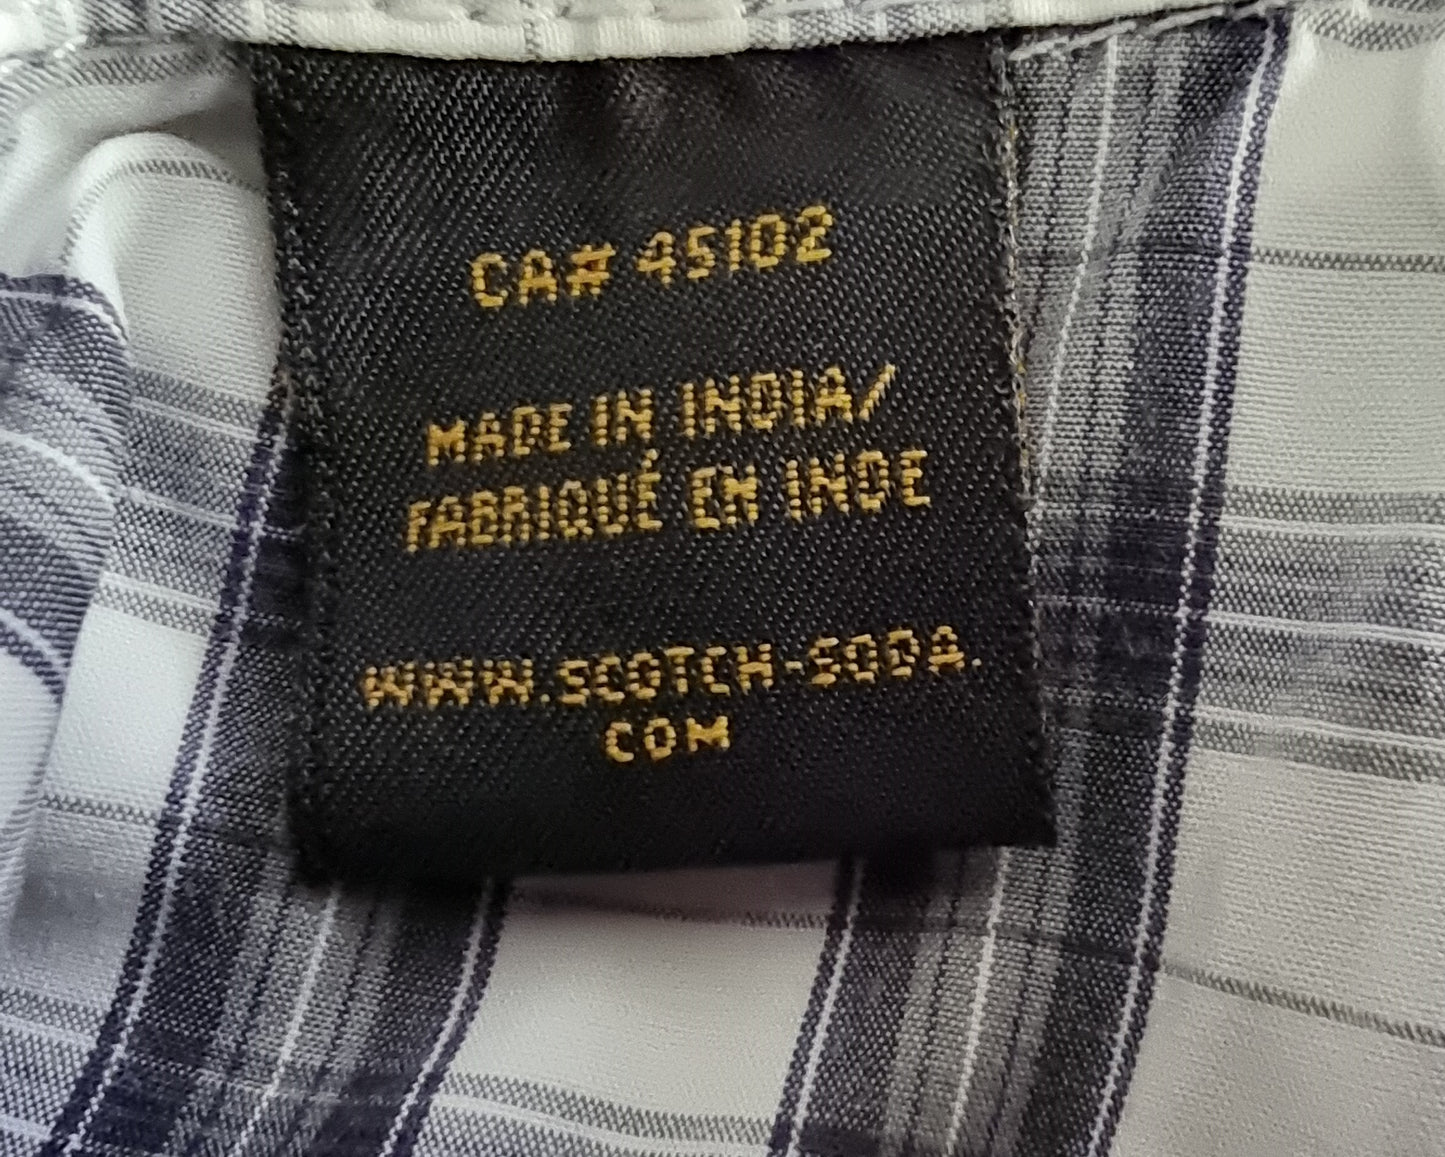 CA# 45102
MADE IN INDIA/
FABRIQUÉ EN INDE
WWW.SCOTCH-SODA.
COM